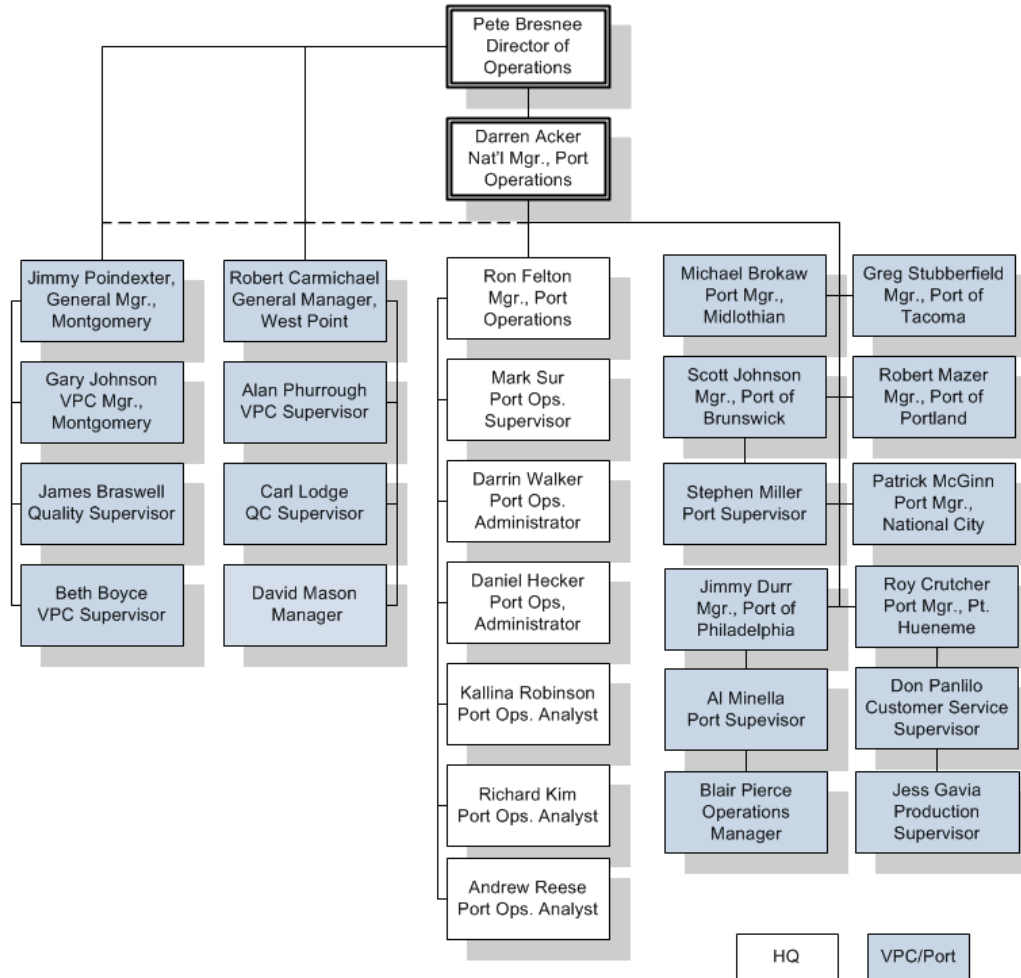 Pete Bresnee
Director of
Operations
Darren Acker
Nat'l Mgr., Port
Operations
Jimmy Poindexter,
General Mgr.,
Montgomery
Gary Johnson
VPC Mgr.,
Montgomery
James Braswell
Quality Supervisor
Beth Boyce
VPC Supervisor
Robert Carmichael
General Manager,
West Point
Alan Phurrough
VPC Supervisor
Carl Lodge
QC Supervisor
David Mason
Manager
Ron Felton
Mgr., Port
Operations
Mark Sur
Port Ops.
Supervisor
Darrin Walker
Port Ops.
Administrator
Daniel Hecker
Port Ops,
Administrator
Kallina Robinson
Port Ops. Analyst
Richard Kim
Port Ops. Analyst
Andrew Reese
Port Ops. Analyst
Michael Brokaw
Port Mgr.,
Midlothian
Scott Johnson
Mgr., Port of
Brunswick
Stephen Miller
Port Supervisor
Jimmy Durr
Mgr., Port of
Philadelphia
Al Minella
Port Supevisor
Blair Pierce
Operations
Manager
Greg Stubberfield
Mgr., Port of
Tacoma
Robert Mazer
Mgr., Port of
Portland
Patrick McGinn
Port Mgr.,
National City
Roy Crutcher
Port Mgr., Pt.
Hueneme
Don Panlilo
Customer Service
Supervisor
Jess Gavia
Production
Supervisor
HQ
VPC/Port